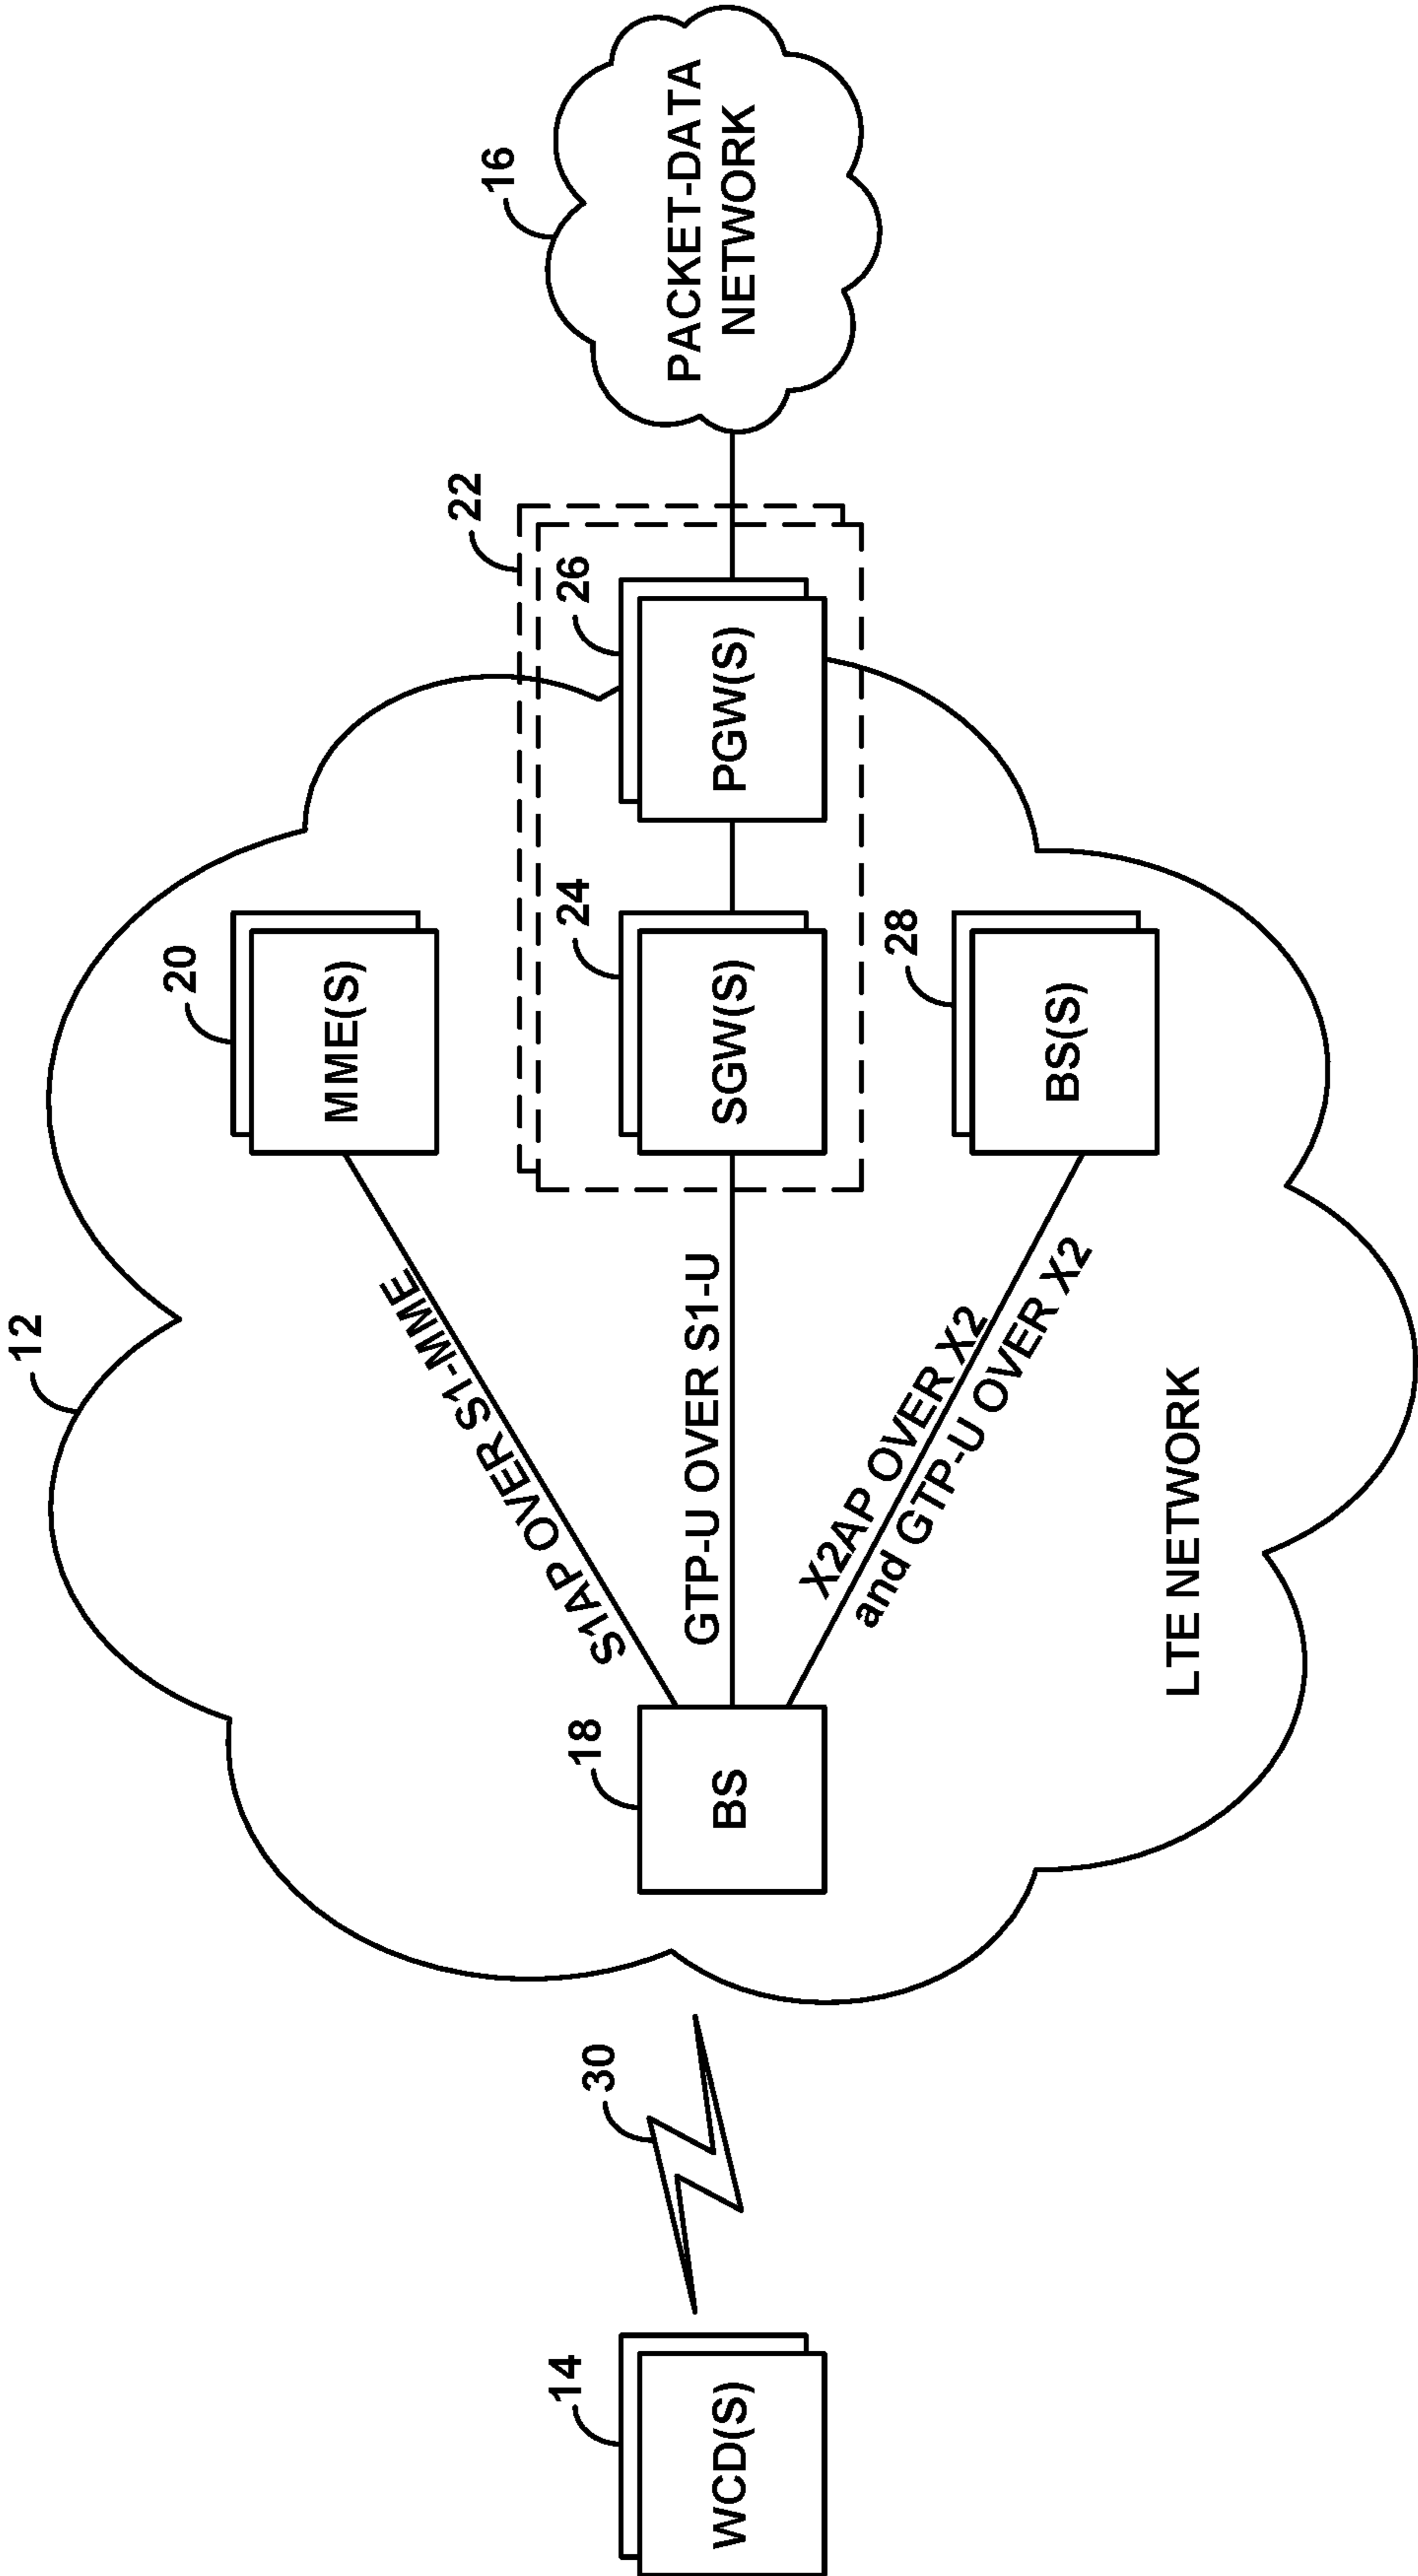 12
16
20
MME(S)
22
26
PGW(S)
24
SGW(S)
PACKET-DATA
NETWORK
S1AP OVER S1-MME
14
WCD(S)
30
18
BS
GTP-U OVER S1-U
28
BS(S)
X2AP OVER X2
and GTP-U OVER X2
LTE NETWORK